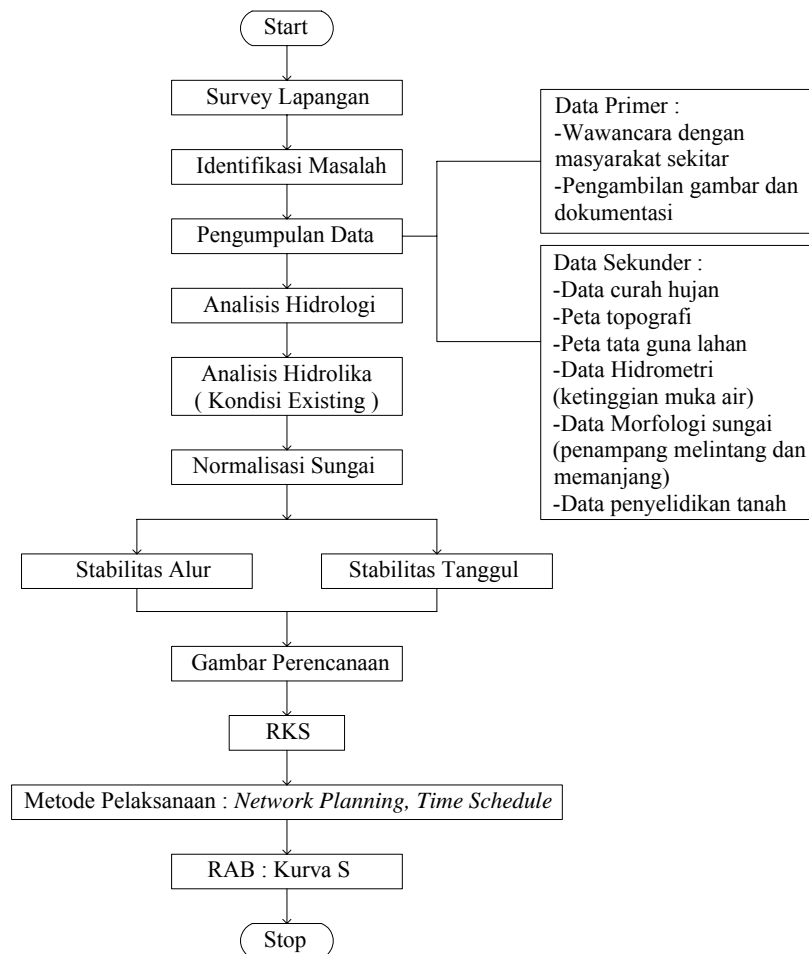 Start
Survey Lapangan
Identifikasi Masalah
Pengumpulan Data
Data Primer :
-Wawancara dengan
masyarakat sekitar
-Pengambilan gambar dan
dokumentasi
Data Sekunder :
-Data curah hujan
-Peta topografi
-Peta tata guna lahan
-Data Hidrometri
(ketinggian muka air)
-Data Morfologi sungai
(penampang melintang dan
memanjang)
-Data penyelidikan tanah
Analisis Hidrologi
Analisis Hidrolika
( Kondisi Existing )
Normalisasi Sungai
Stabilitas Alur
Stabilitas Tanggul
Gambar Perencanaan
RKS
Metode Pelaksanaan : Network Planning, Time Schedule
RAB : Kurva S
Stop